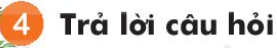 4 Trả lời câu hỏi